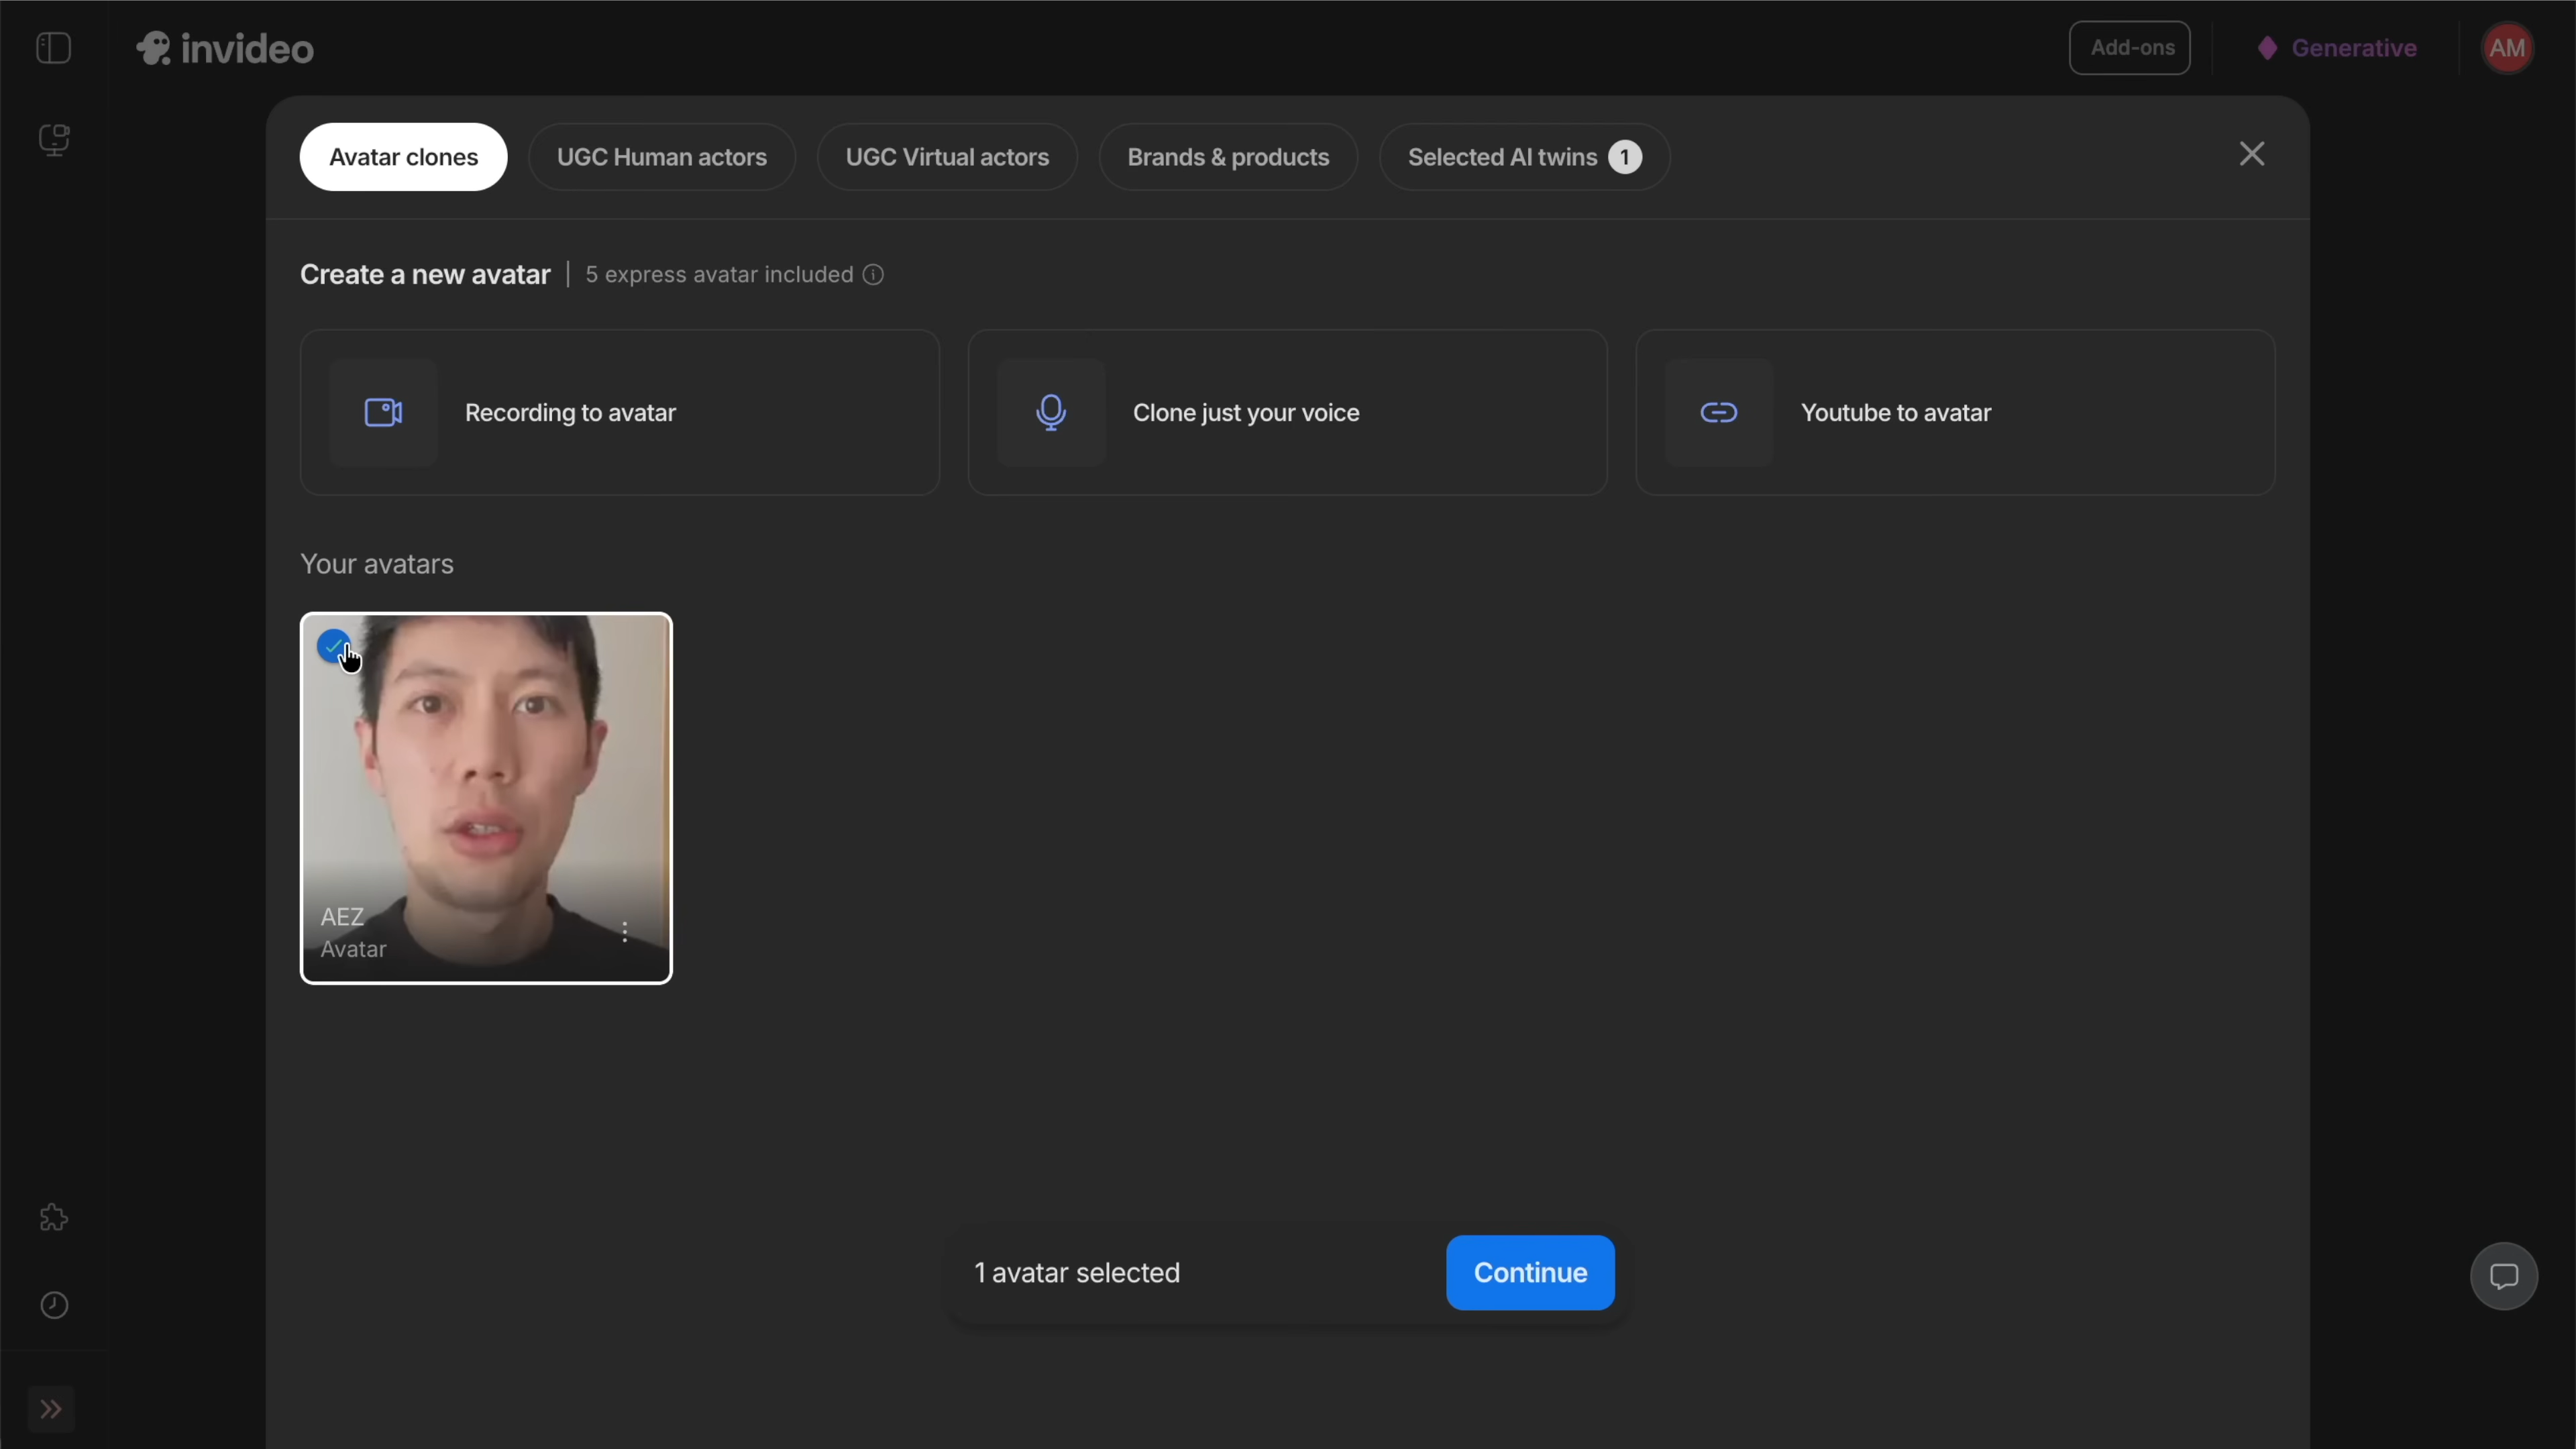 invideo
Add-ons
Generative
AM
Avatar clones
UGC Human actors
UGC Virtual actors
Brands & products
Selected AI twins 1
Create a new avatar | 5 express avatar included
Recording to avatar
Clone just your voice
Youtube to avatar
Your avatars
AEZ
Avatar
1 avatar selected
Continue